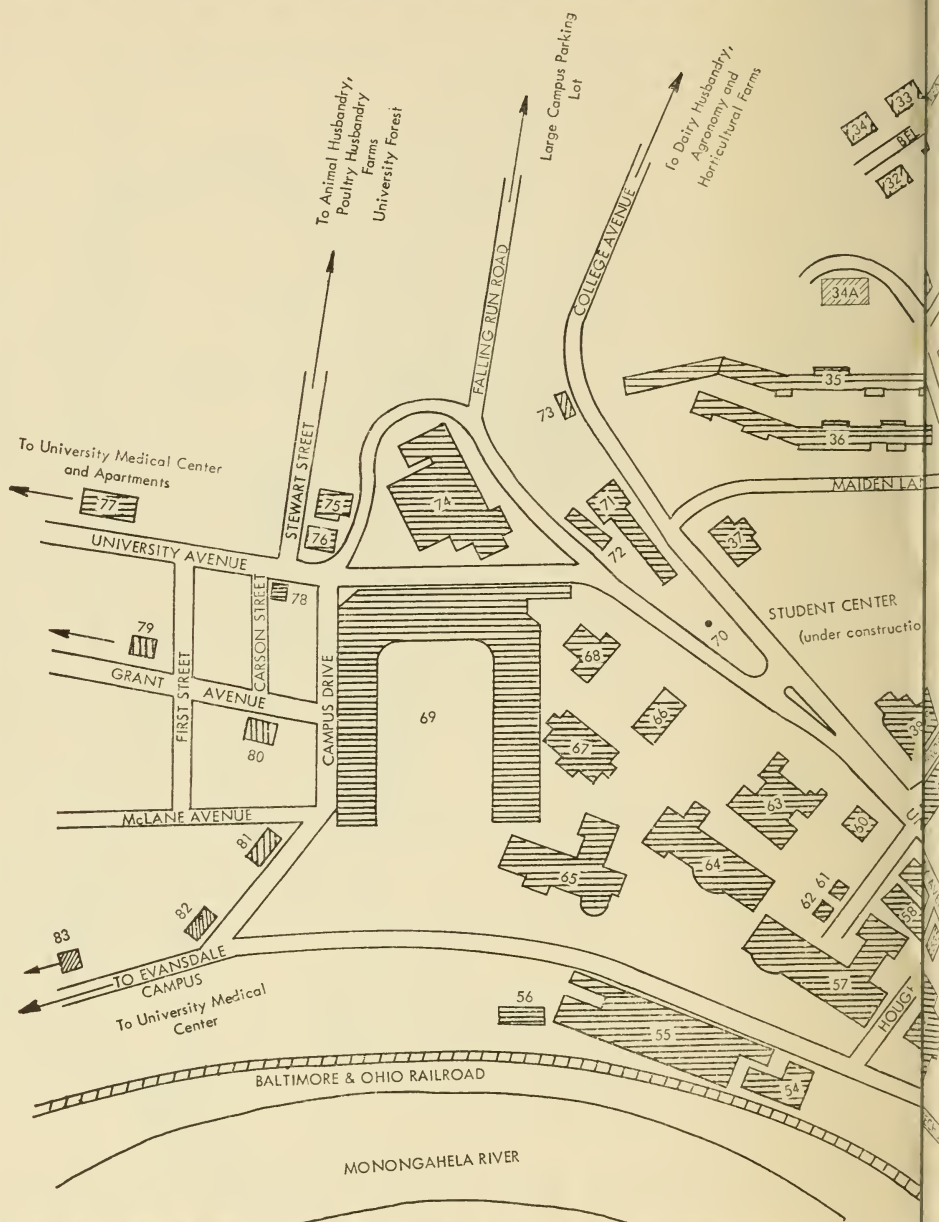 To Animal Husbandry,
Poultry Husbandry
Farms
University Forest
Large Campus Parking
Lot
To Dairy Husbandry,
Agronomy and
Horticultural Farms
33
34
32
34A
FALLING RUN ROAD
COLLEGE AVENUE
35
73
36
To University Medical Center
and Apartments
STEWART STREET
77
75
74
76
71
72
37
UNIVERSITY AVENUE
78
CARSON STREET
STUDENT CENTER
70
79
68
GRANT AVENUE
FIRST STREET
CAMPUS DRIVE
69
66
67
39
80
McLANE AVENUE
63
60
81
64
65
61
62
58
82
83
TO EVANSDALE
CAMPUS
57
To University Medical
Center
56
55
54
BALTIMORE & OHIO RAILROAD
MONONGAHELA RIVER